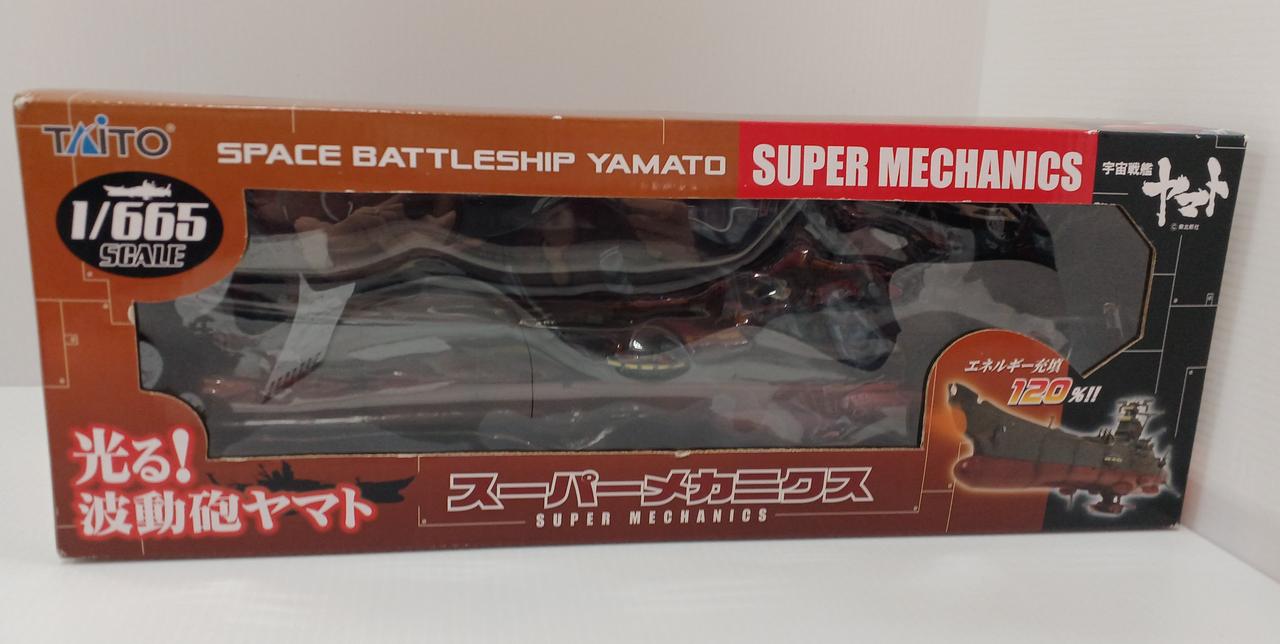 TAITO®
SPACE BATTLESHIP YAMATO
SUPER MECHANICS
宇宙戦艦
ヤマト
1/665
SCALE
エネルギー充填
120%!!
光る!
波動砲ヤマト
スーパーメカニクス
SUPER MECHANICS